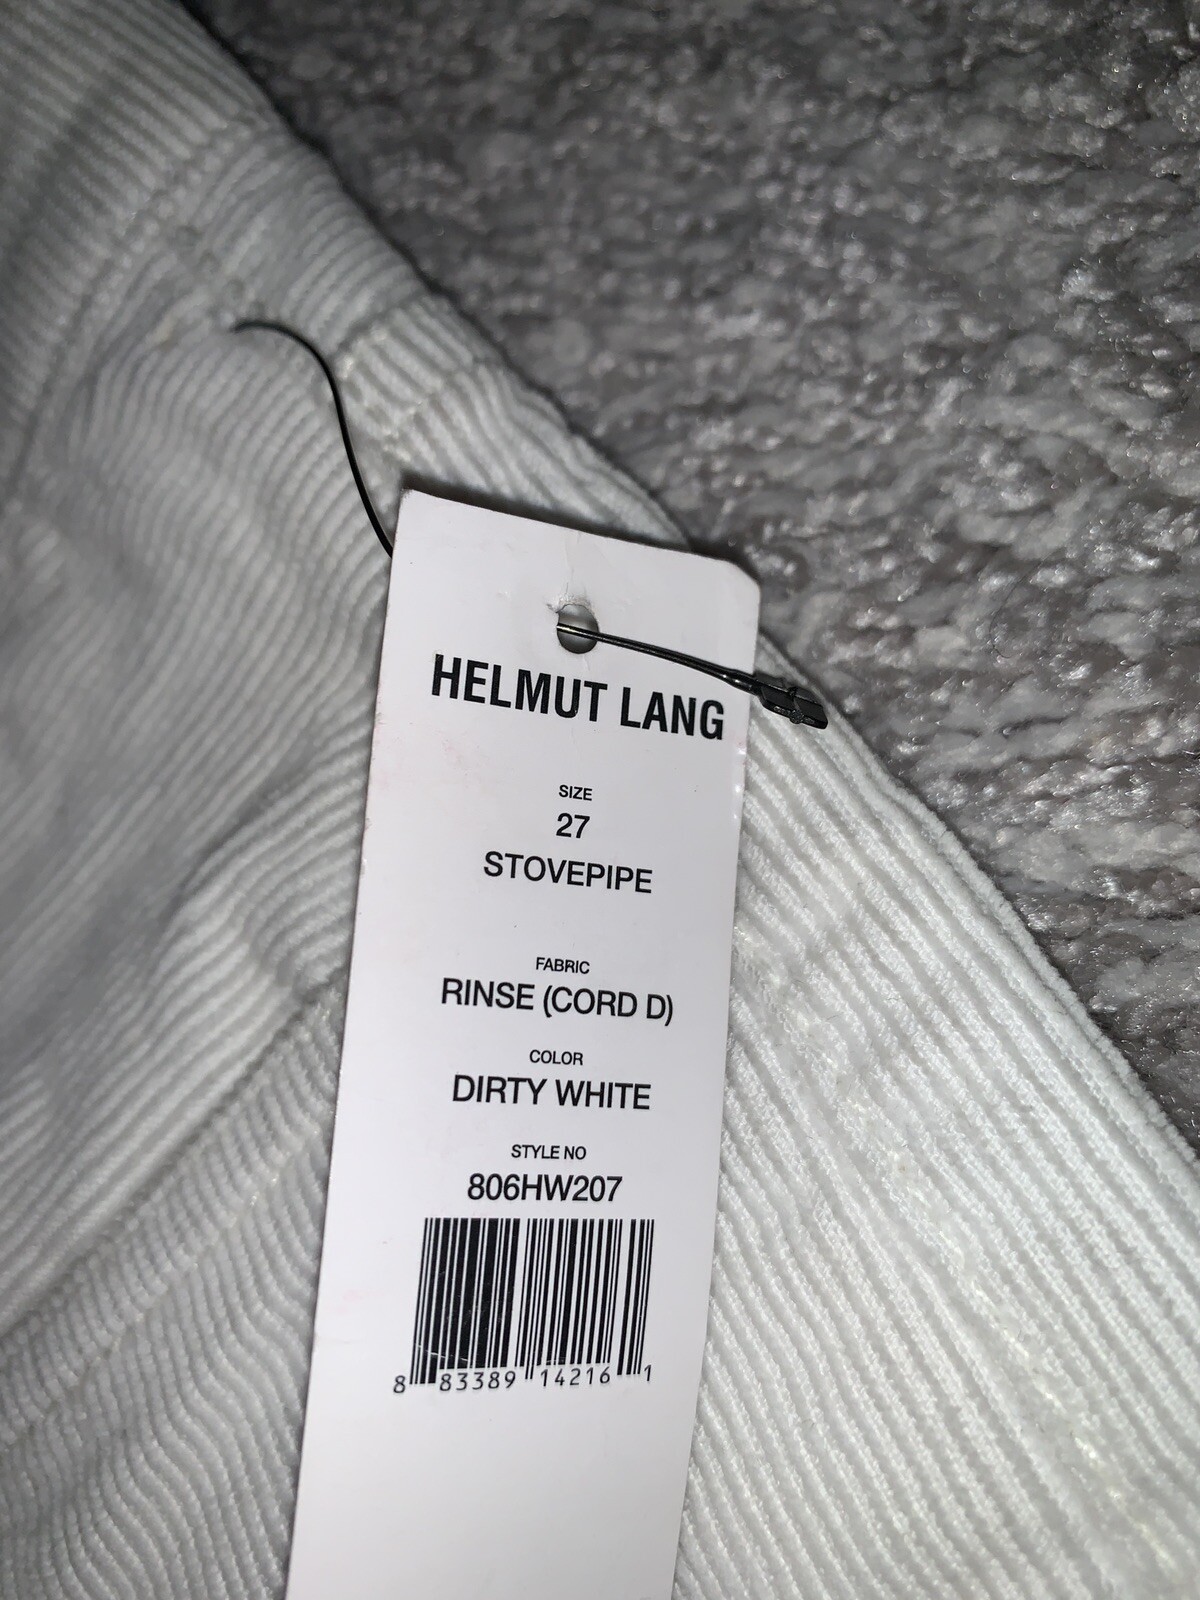 HELMUT LANG
SIZE
27
STOVEPIPE
FABRIC
RINSE (CORD D)
COLOR
DIRTY WHITE
STYLE NO
806HW207
8 83389 14216 1